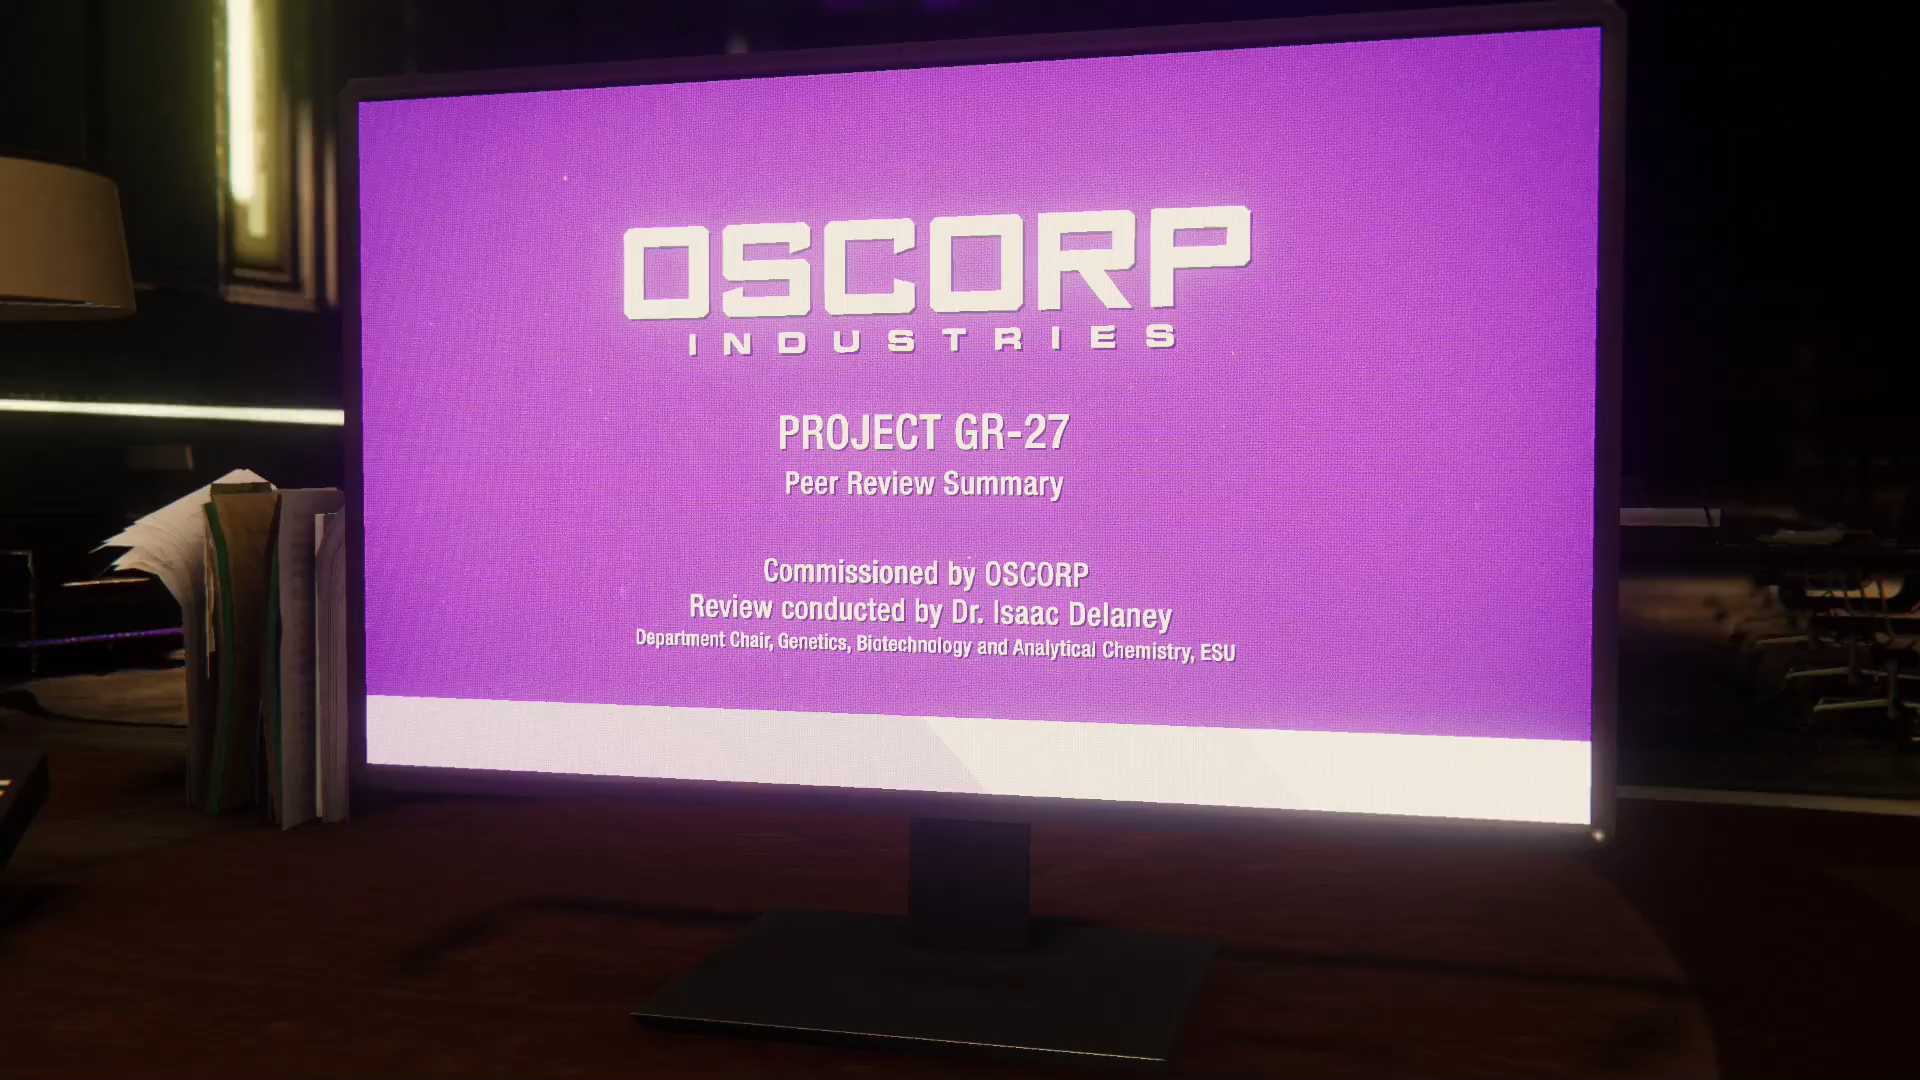 OSCORP
INDUSTRIES
PROJECT GR-27
Peer Review Summary
Commissioned by OSCORP
Review conducted by Dr. Isaac Delaney
Department Chair, Genetics, Biotechnology and Analytical Chemistry, ESU